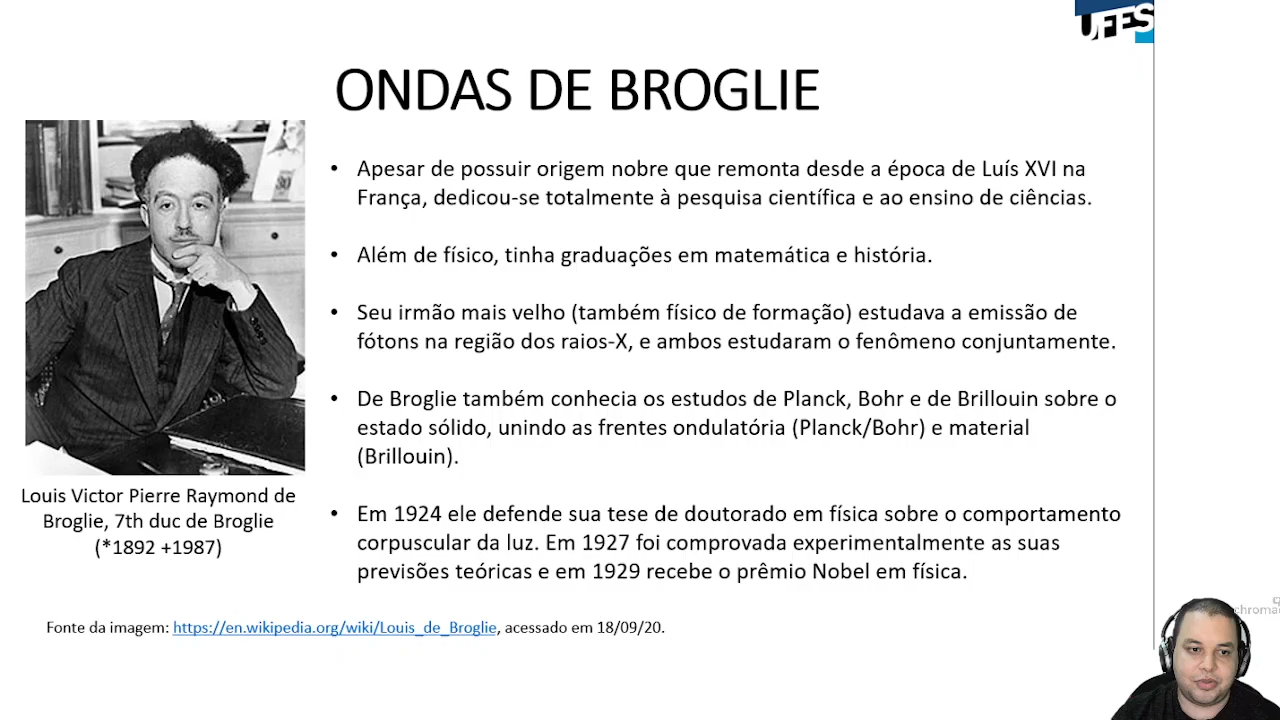 UFES
ONDAS DE BROGLIE
• Apesar de possuir origem nobre que remonta desde a época de Luís XVI na
França, dedicou-se totalmente à pesquisa científica e ao ensino de ciências.
• Além de físico, tinha graduações em matemática e história.
• Seu irmão mais velho (também físico de formação) estudava a emissão de
fótons na região dos raios-X, e ambos estudaram o fenômeno conjuntamente.
• De Broglie também conhecia os estudos de Planck, Bohr e de Brillouin sobre o
estado sólido, unindo as frentes ondulatória (Planck/Bohr) e material
(Brillouin).
• Em 1924 ele defende sua tese de doutorado em física sobre o comportamento
corpuscular da luz. Em 1927 foi comprovada experimentalmente as suas
previsões teóricas e em 1929 recebe o prêmio Nobel em física.
Louis Victor Pierre Raymond de
Broglie, 7th duc de Broglie
(*1892 +1987)
Fonte da imagem: https://en.wikipedia.org/wiki/Louis_de_Broglie, acessado em 18/09/20.